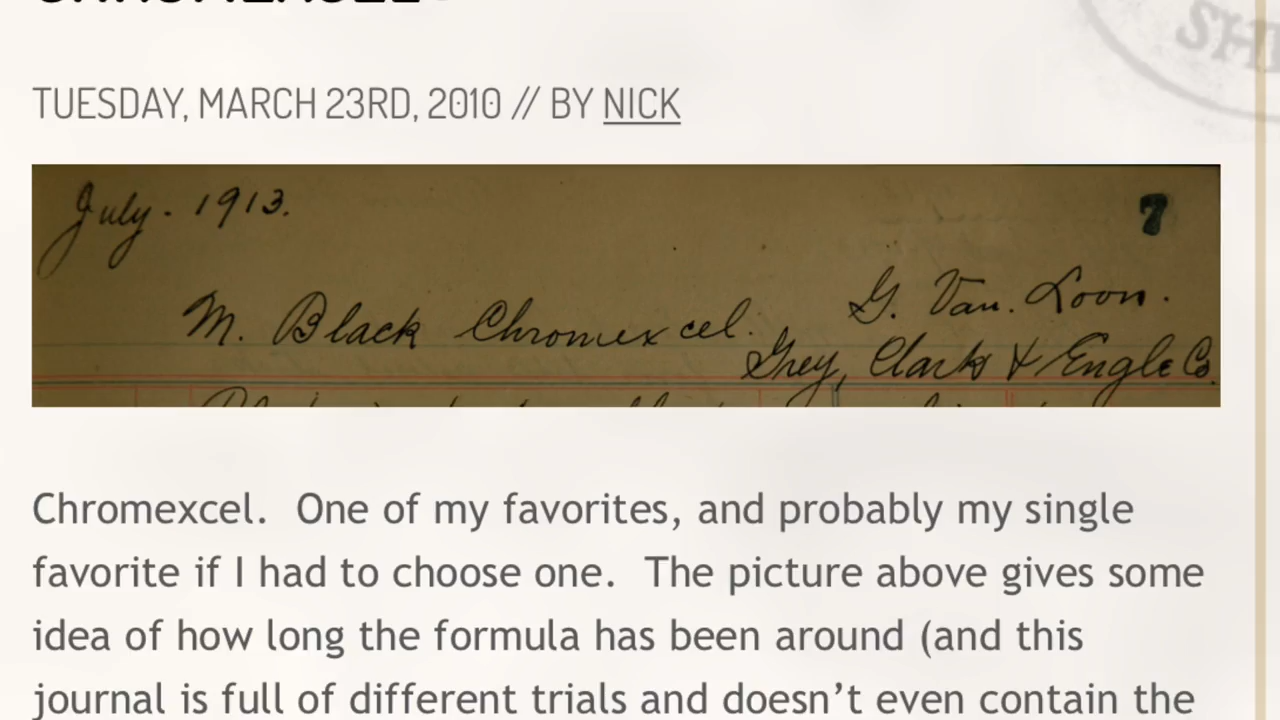 TUESDAY, MARCH 23RD, 2010 // BY NICK
July. 1913.
7
M. Black Chromexcel.
G. Van. Loon.
Grey, Clark & Engle Co.
Chromexcel. One of my favorites, and probably my single
favorite if I had to choose one. The picture above gives some
idea of how long the formula has been around (and this
journal is full of different trials and doesn't even contain the